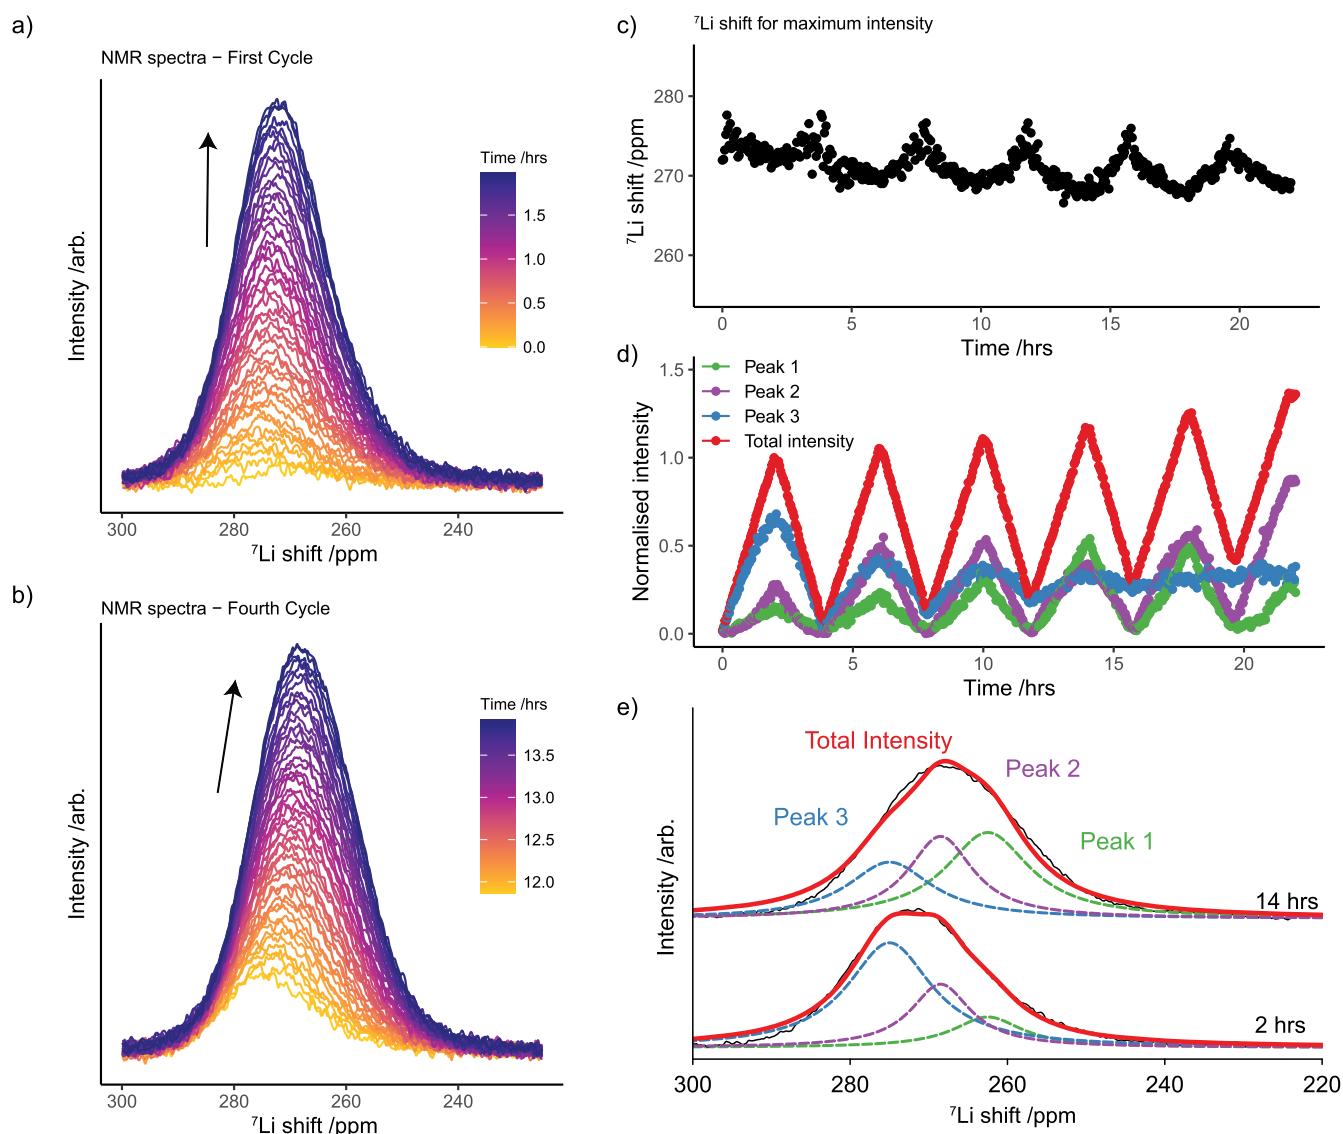 a)
NMR spectra − First Cycle
Intensity /arb.
Time /hrs
1.5
1.0
0.5
0.0
300
280
260
240
⁷Li shift /ppm
b)
NMR spectra − Fourth Cycle
Intensity /arb.
Time /hrs
13.5
13.0
12.5
12.0
300
280
260
240
⁷Li shift /ppm
c)
⁷Li shift for maximum intensity
⁷Li shift /ppm
280
270
260
0
5
10
15
20
Time /hrs
d)
Normalised intensity
1.5
1.0
0.5
0.0
Peak 1
Peak 2
Peak 3
Total intensity
0
5
10
15
20
Time /hrs
e)
Intensity /arb.
Total Intensity
Peak 2
Peak 3
Peak 1
14 hrs
2 hrs
300
280
260
240
220
⁷Li shift /ppm